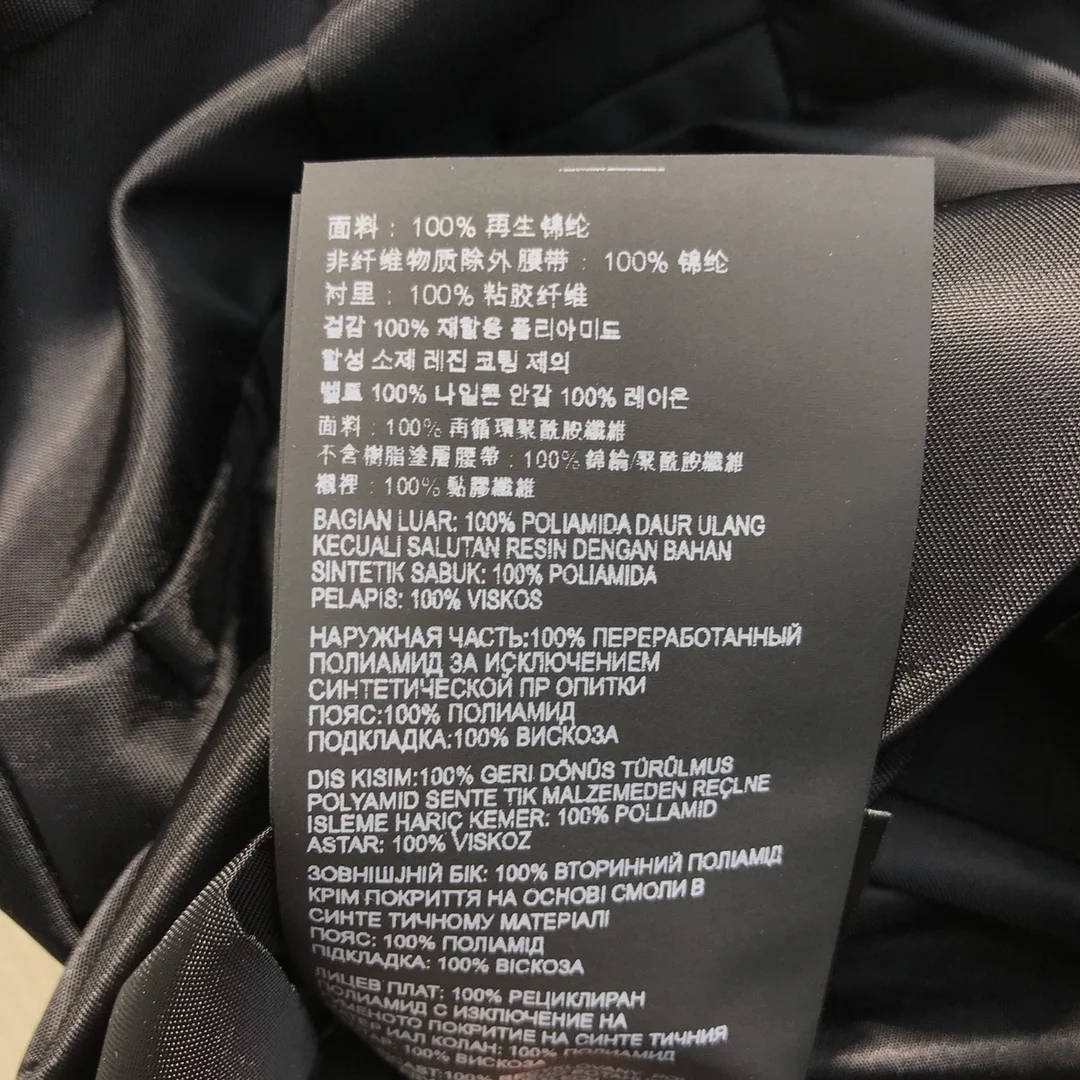 面料：100% 再生锦纶
非纤维物质除外 腰带：100% 锦纶
衬里：100% 粘胶纤维
겉감 100% 재활용 폴리아미드
합성 소재 레진 코팅 제외
벨트 100% 나일론 안감 100% 레이온
面料：100% 再循環聚酰胺纖維
不含樹脂塗層腰帶：100% 錦綸/聚酰胺纖維
襯裡：100% 黏膠纖維
BAGIAN LUAR: 100% POLIAMIDA DAUR ULANG
KECUALI SALUTAN RESIN DENGAN BAHAN
SINTETIK SABUK: 100% POLIAMIDA
PELAPIS: 100% VISKOS
НАРУЖНАЯ ЧАСТЬ:100% ПЕРЕРАБОТАННЫЙ
ПОЛИАМИД ЗА ИСКЛЮЧЕНИЕМ
СИНТЕТИЧЕСКОЙ ПР ОПИТКИ
ПОЯС:100% ПОЛИАМИД
ПОДКЛАДКА:100% ВИСКОЗА
DIS KISIM:100% GERI DÖNÜS TÜRÜLMUS
POLYAMID SENTE TIK MALZEMEDEN REÇLNE
ISLEME HARIÇ KEMER: 100% POLLAMID
ASTAR: 100% VISKOZ
ЗОВНІШЈНІЙ БІК: 100% ВТОРИННИЙ ПОЛІАМІД
КРІМ ПОКРИТТЯ НА ОСНОВІ СМОЛИ В
СИНТЕ ТИЧНОМУ МАТЕРІАЛІ
ПОЯС: 100% ПОЛІАМІД
ПІДКЛАДКА: 100% ВІСКОЗА
ЛИЦЕВ ПЛАТ: 100% РЕЦИКЛИРАН
ПОЛИАМИД С ИЗКЛЮЧЕНИЕ НА
ПОКРИТИЕ НА СИНТЕ ТИЧНИЯ
ИАЛ КОЛАН: 100% ПОЛИАМИД
100% ВИСКОЗА